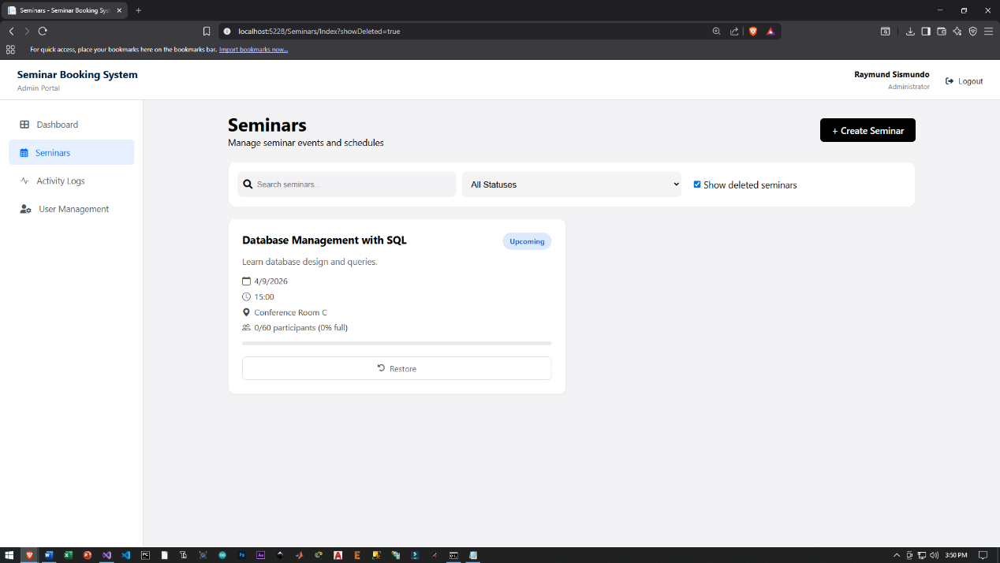 Seminars - Seminar Booking Syst
localhost:5228/Seminars/Index?showDeleted=true
For quick access, place your bookmarks here on the bookmarks bar. Import bookmarks now...
Seminar Booking System
Admin Portal
Raymund Sismundo
Administrator
Logout
Dashboard
Seminars
Activity Logs
User Management
Seminars
Manage seminar events and schedules
+ Create Seminar
Search seminars...
All Statuses
Show deleted seminars
Database Management with SQL
Upcoming
Learn database design and queries.
4/9/2026
15:00
Conference Room C
0/60 participants (0% full)
Restore
3:50 PM